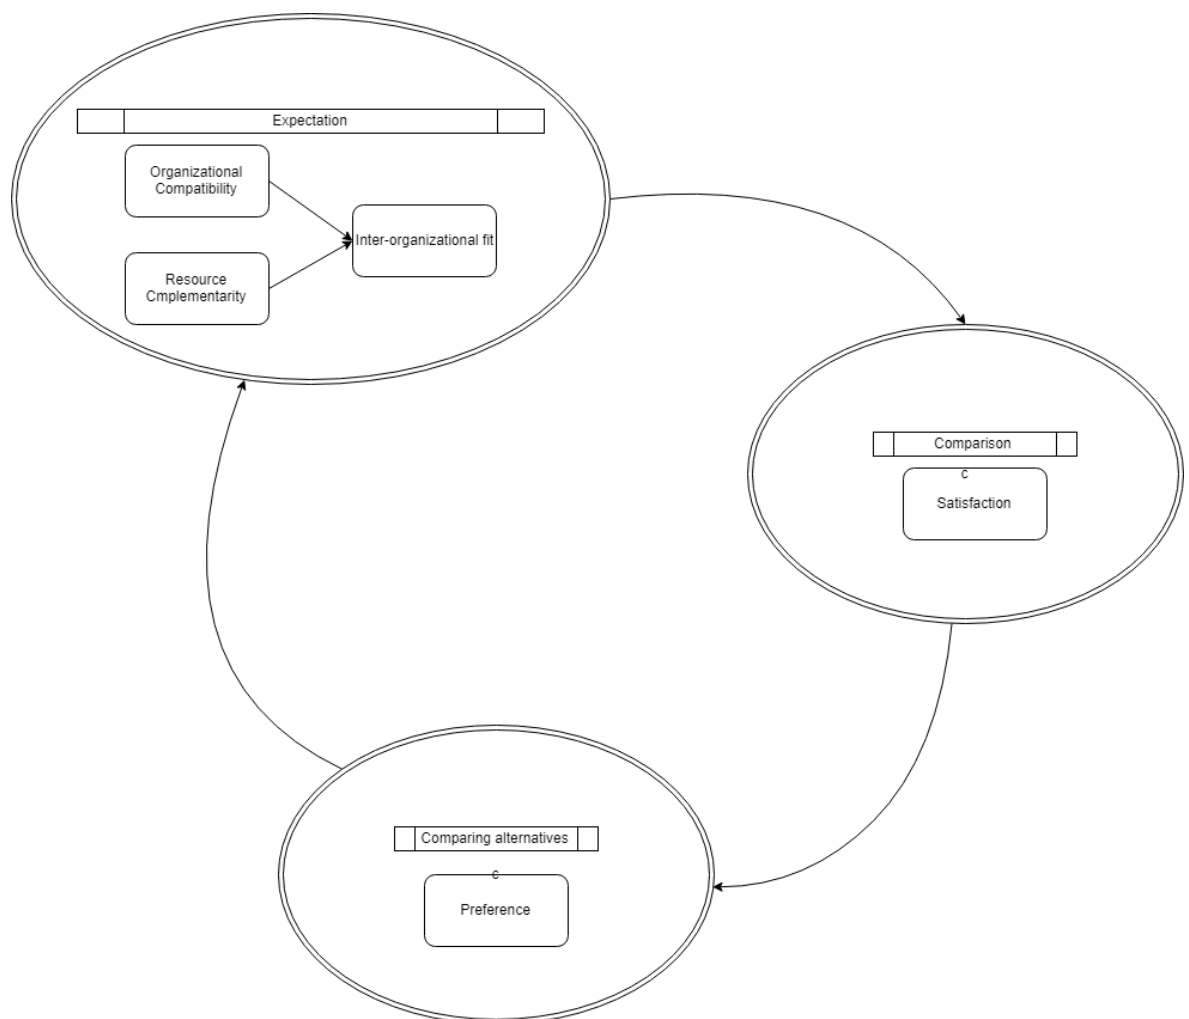 Expectation
Organizational
Compatibility
Inter-organizational fit
Resource
Cmplementarity
Comparison
c
Satisfaction
Comparing alternatives
c
Preference